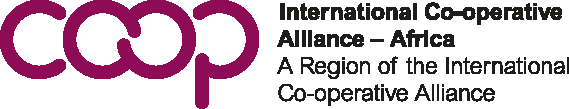 coop
International Co-operative
Alliance – Africa
A Region of the International
Co-operative Alliance